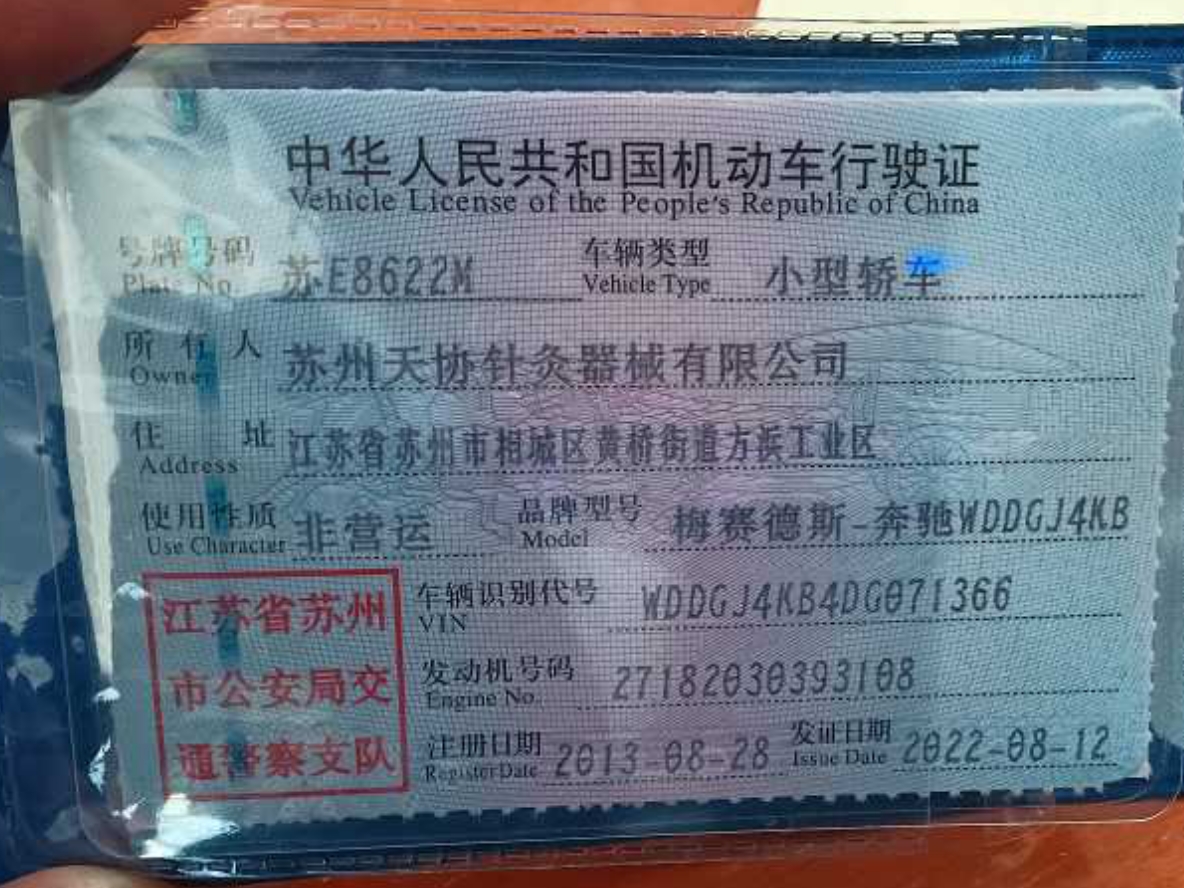 中华人民共和国机动车行驶证
Vehicle License of the People's Republic of China
号牌号码 苏E8622M 车辆类型 小型轿车
Plate No. Vehicle Type
所有人 苏州天协针灸器械有限公司
Owner
住址 江苏省苏州市相城区黄桥街道方浜工业区
Address
使用性质 非营运 品牌型号 梅赛德斯-奔驰WDDGJ4KB
Use Character Model
江苏省苏州 车辆识别代号 WDDGJ4KB4DG071366
VIN
市公安局交 发动机号码 27182030393108
Engine No.
通警察支队 注册日期 2013-08-28 发证日期 2022-08-12
Register Date Issue Date